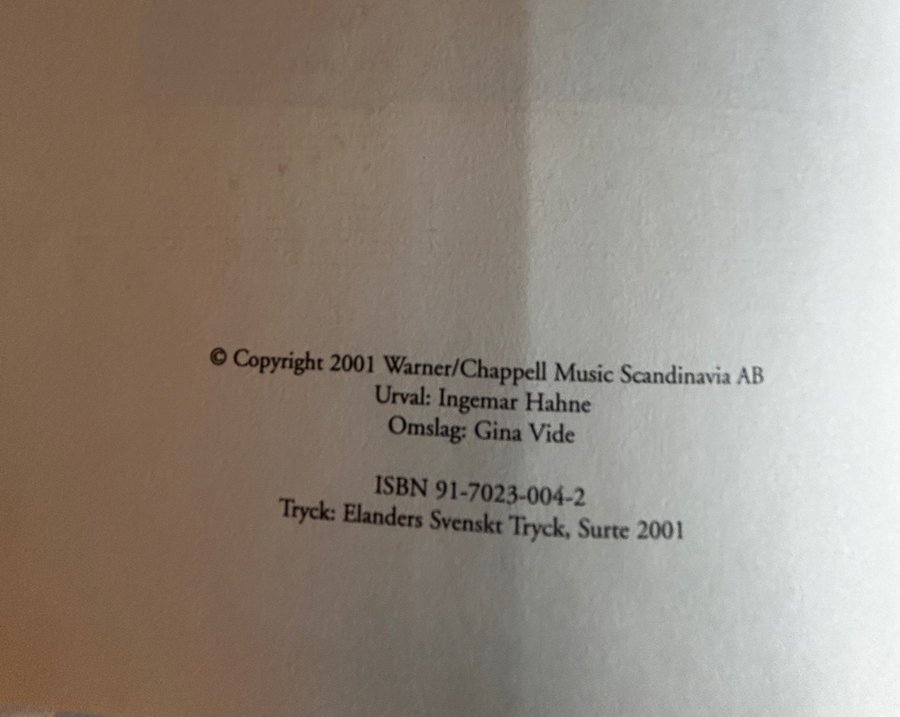 © Copyright 2001 Warner/Chappell Music Scandinavia AB
Urval: Ingemar Hahne
Omslag: Gina Vide
ISBN 91-7023-004-2
Tryck: Elanders Svenskt Tryck, Surte 2001